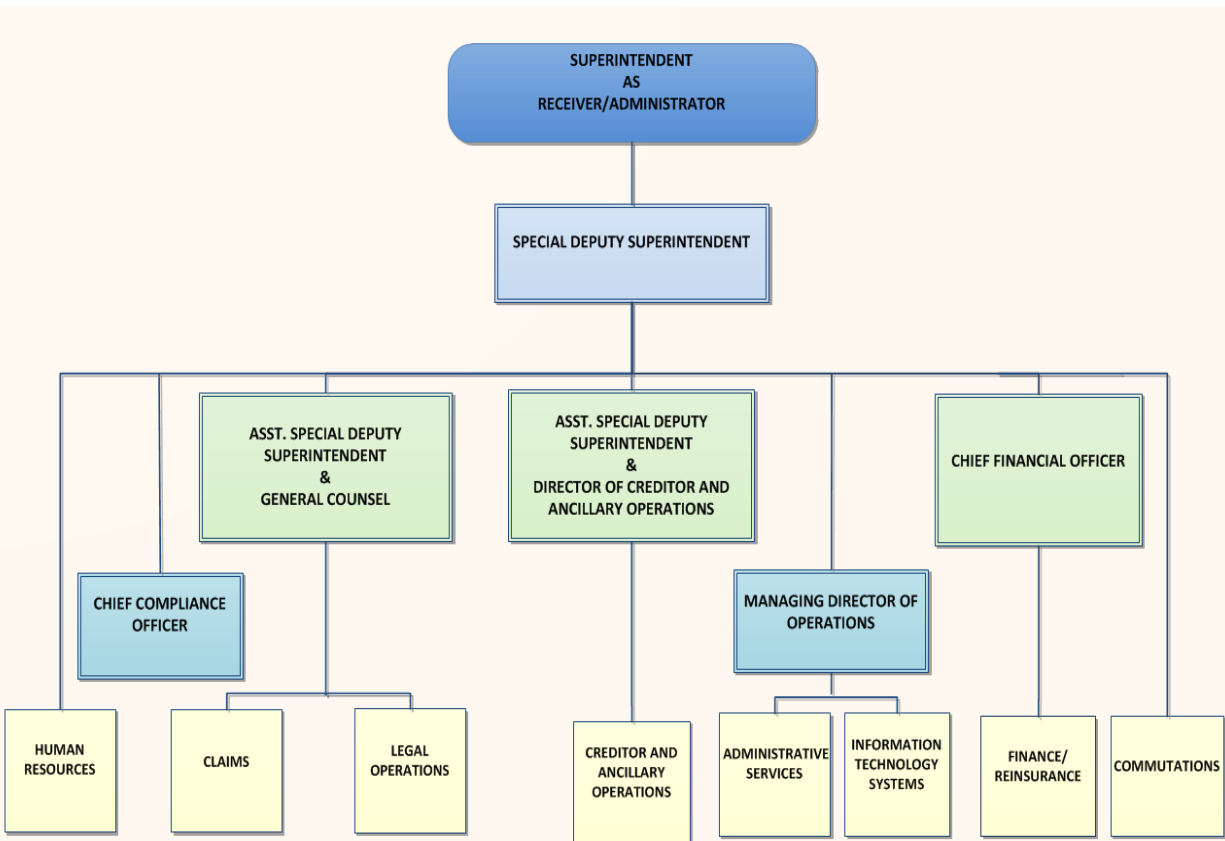 SUPERINTENDENT
AS
RECEIVER/ADMINISTRATOR
SPECIAL DEPUTY SUPERINTENDENT
ASST. SPECIAL DEPUTY
SUPERINTENDENT
&
GENERAL COUNSEL
ASST. SPECIAL DEPUTY
SUPERINTENDENT
&
DIRECTOR OF CREDITOR AND
ANCILLARY OPERATIONS
CHIEF FINANCIAL OFFICER
CHIEF COMPLIANCE
OFFICER
MANAGING DIRECTOR OF
OPERATIONS
HUMAN
RESOURCES
CLAIMS
LEGAL
OPERATIONS
CREDITOR AND
ANCILLARY
OPERATIONS
ADMINISTRATIVE
SERVICES
INFORMATION
TECHNOLOGY
SYSTEMS
FINANCE/
REINSURANCE
COMMUTATIONS